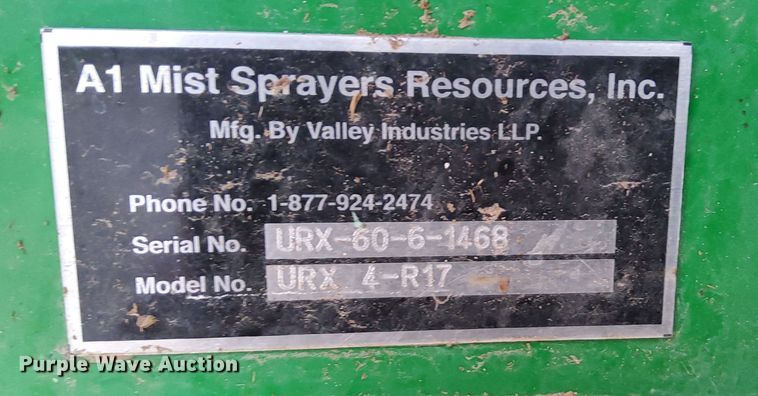 A1 Mist Sprayers Resources, Inc.
Mfg. By Valley Industries LLP.
Phone No. 1-877-924-2474
Serial No. URX-60-6-1468
Model No. URX 4-R17
Purple Wave Auction